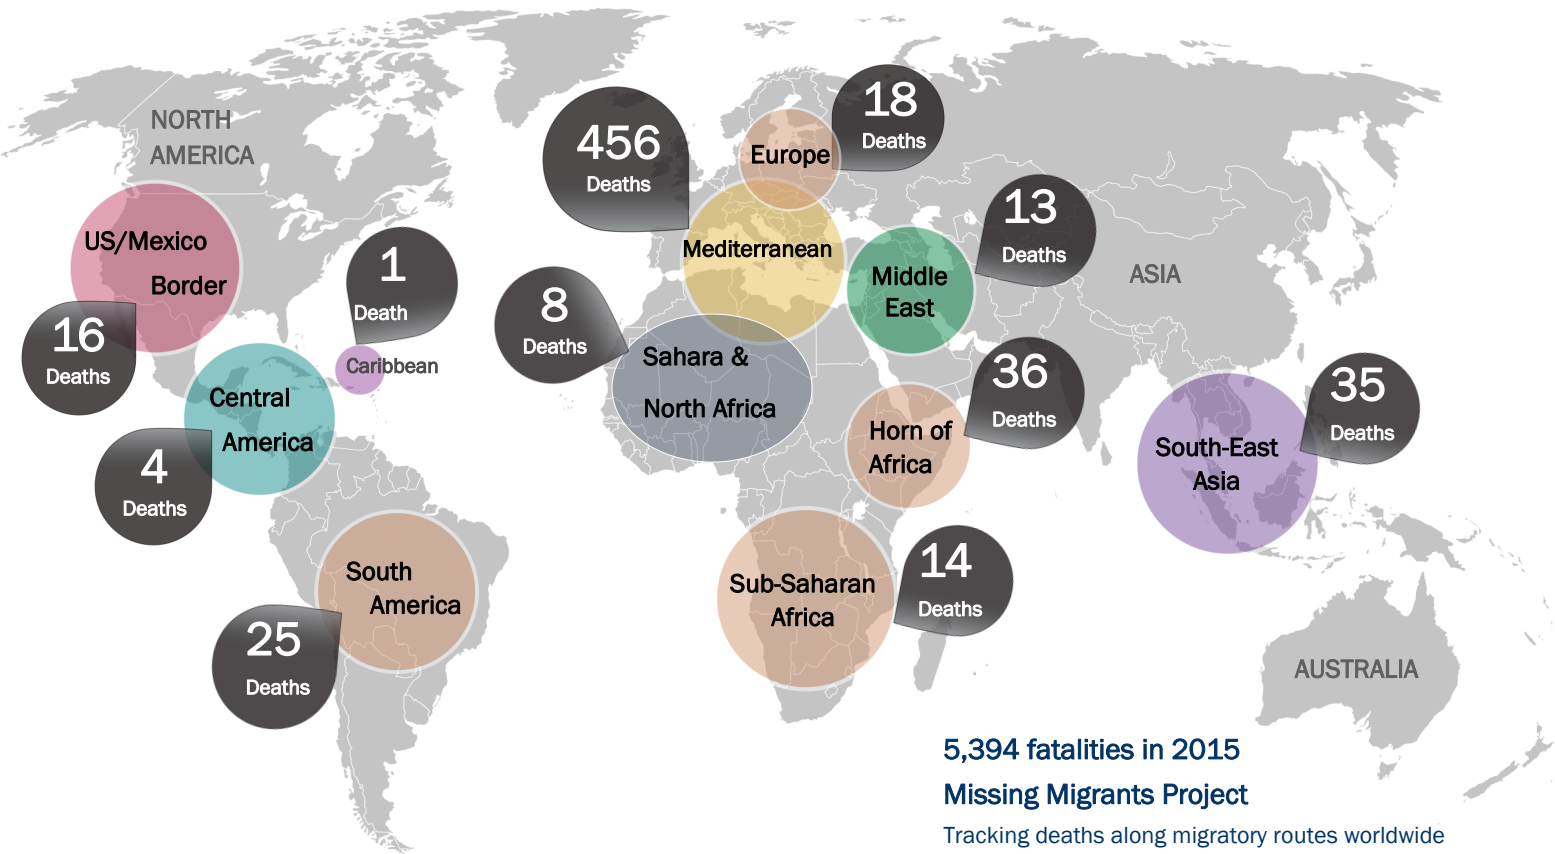 NORTH
AMERICA
US/Mexico
Border
16
Deaths
1
Death
Caribbean
Central
America
4
Deaths
South
America
25
Deaths
456
Deaths
Europe
18
Deaths
Mediterranean
8
Deaths
Sahara &
North Africa
Middle
East
13
Deaths
ASIA
Horn of
Africa
36
Deaths
Sub-Saharan
Africa
14
Deaths
South-East
Asia
35
Deaths
AUSTRALIA
5,394 fatalities in 2015
Missing Migrants Project
Tracking deaths along migratory routes worldwide